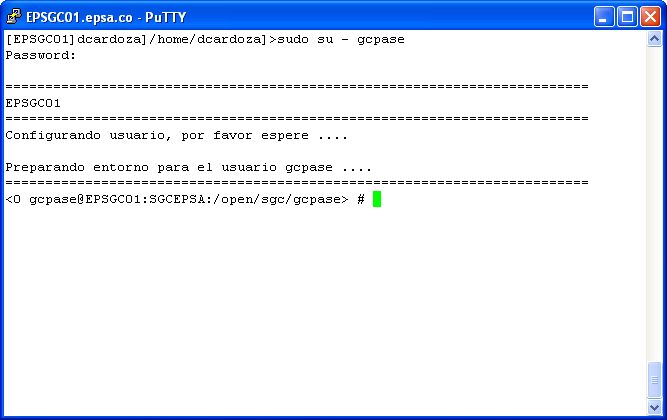 EPSGC01.epsa.co - PuTTY
[EPSGC01]dcardoza]/home/dcardoza]>sudo su - gcpase
Password:
=========================================================================
EPSGC01
=========================================================================
Configurando usuario, por favor espere ....
Preparando entorno para el usuario gcpase ....
=========================================================================
<0 gcpase@EPSGC01:SGCEPSA:/open/sgc/gcpase> #